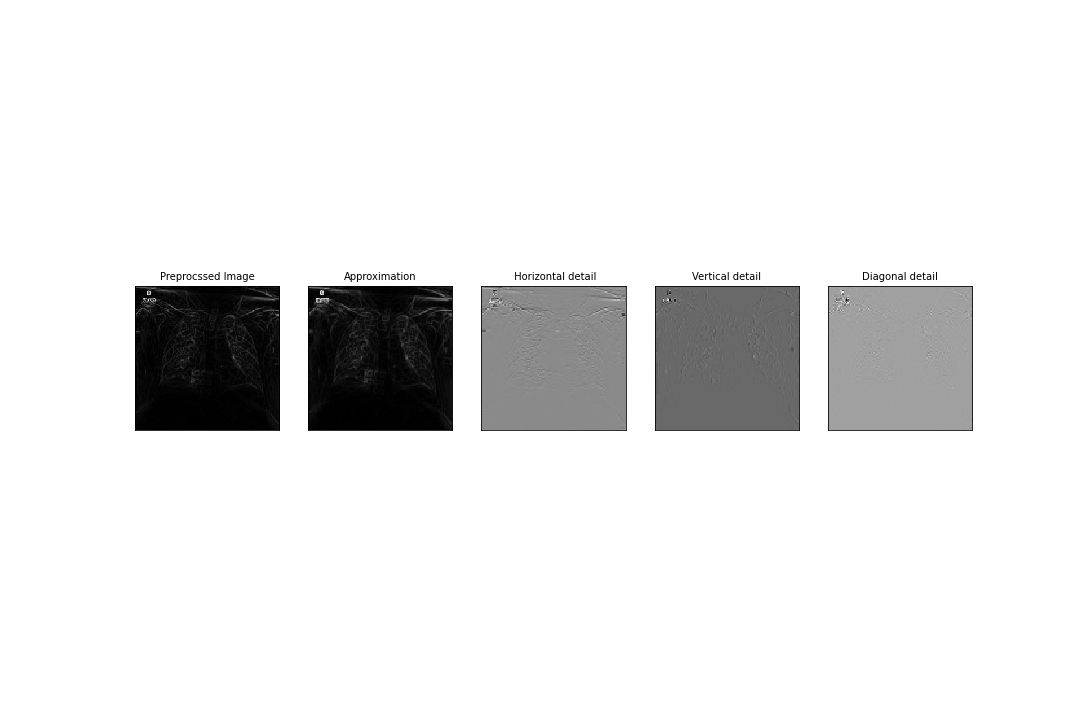 Preprocssed Image
Approximation
Horizontal detail
Vertical detail
Diagonal detail